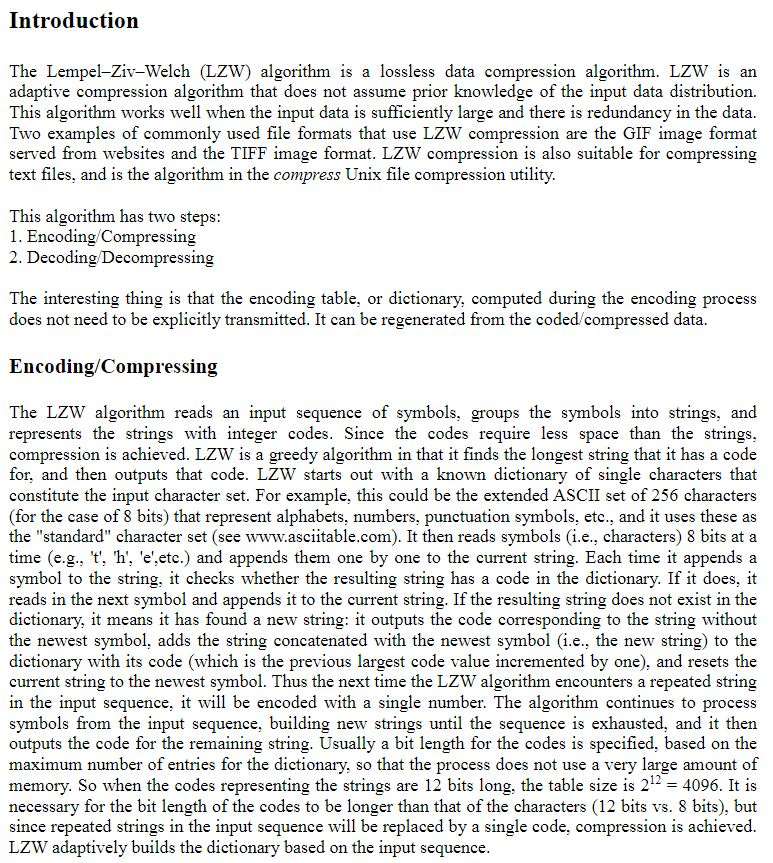 Introduction
The Lempel–Ziv–Welch (LZW) algorithm is a lossless data compression algorithm. LZW is an
adaptive compression algorithm that does not assume prior knowledge of the input data distribution.
This algorithm works well when the input data is sufficiently large and there is redundancy in the data.
Two examples of commonly used file formats that use LZW compression are the GIF image format
served from websites and the TIFF image format. LZW compression is also suitable for compressing
text files, and is the algorithm in the compress Unix file compression utility.
This algorithm has two steps:
1. Encoding/Compressing
2. Decoding/Decompressing
The interesting thing is that the encoding table, or dictionary, computed during the encoding process
does not need to be explicitly transmitted. It can be regenerated from the coded/compressed data.
Encoding/Compressing
The LZW algorithm reads an input sequence of symbols, groups the symbols into strings, and
represents the strings with integer codes. Since the codes require less space than the strings,
compression is achieved. LZW is a greedy algorithm in that it finds the longest string that it has a code
for, and then outputs that code. LZW starts out with a known dictionary of single characters that
constitute the input character set. For example, this could be the extended ASCII set of 256 characters
(for the case of 8 bits) that represent alphabets, numbers, punctuation symbols, etc., and it uses these as
the "standard" character set (see www.asciitable.com). It then reads symbols (i.e., characters) 8 bits at a
time (e.g., 't', 'h', 'e',etc.) and appends them one by one to the current string. Each time it appends a
symbol to the string, it checks whether the resulting string has a code in the dictionary. If it does, it
reads in the next symbol and appends it to the current string. If the resulting string does not exist in the
dictionary, it means it has found a new string: it outputs the code corresponding to the string without
the newest symbol, adds the string concatenated with the newest symbol (i.e., the new string) to the
dictionary with its code (which is the previous largest code value incremented by one), and resets the
current string to the newest symbol. Thus the next time the LZW algorithm encounters a repeated string
in the input sequence, it will be encoded with a single number. The algorithm continues to process
symbols from the input sequence, building new strings until the sequence is exhausted, and it then
outputs the code for the remaining string. Usually a bit length for the codes is specified, based on the
maximum number of entries for the dictionary, so that the process does not use a very large amount of
memory. So when the codes representing the strings are 12 bits long, the table size is 2¹² = 4096. It is
necessary for the bit length of the codes to be longer than that of the characters (12 bits vs. 8 bits), but
since repeated strings in the input sequence will be replaced by a single code, compression is achieved.
LZW adaptively builds the dictionary based on the input sequence.